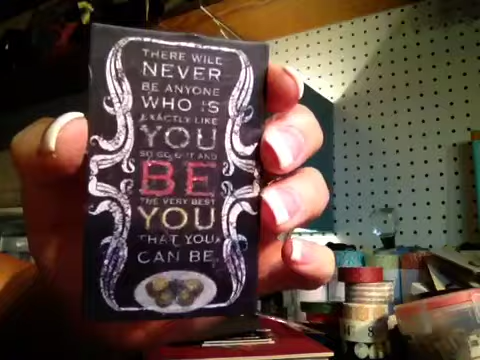 THERE WILL
NEVER
BE ANYONE
WHO IS
EXACTLY LIKE
YOU
SO GO OUT AND
BE
THE VERY BEST
YOU
THAT YOU
CAN BE.